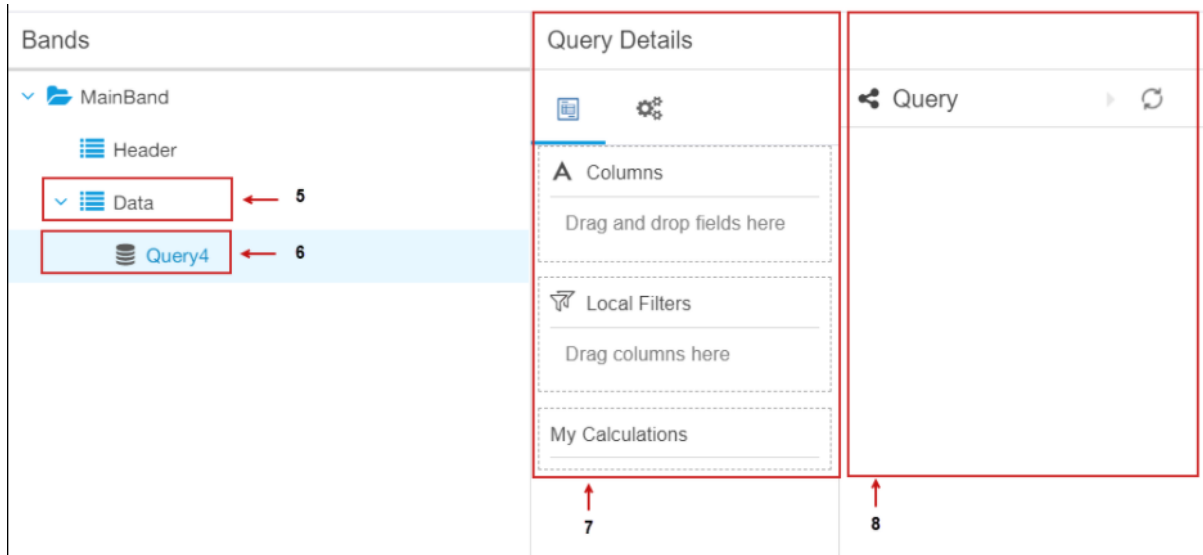 Bands
MainBand
Header
Data
5
Query4
6
Query Details
A Columns
Drag and drop fields here
Local Filters
Drag columns here
My Calculations
7
Query
8